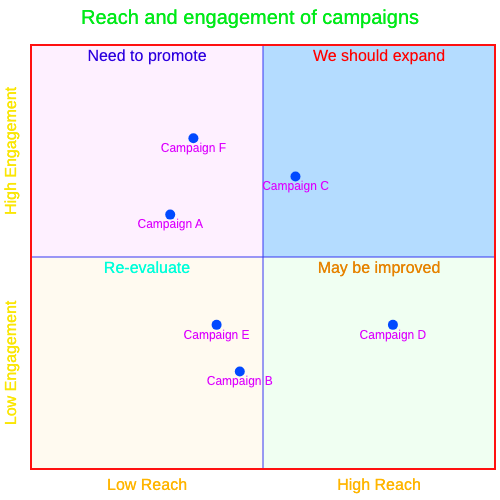 Reach and engagement of campaigns
Need to promote
We should expand
High Engagement
Campaign F
Campaign C
Campaign A
Re-evaluate
May be improved
Low Engagement
Campaign E
Campaign D
Campaign B
Low Reach
High Reach